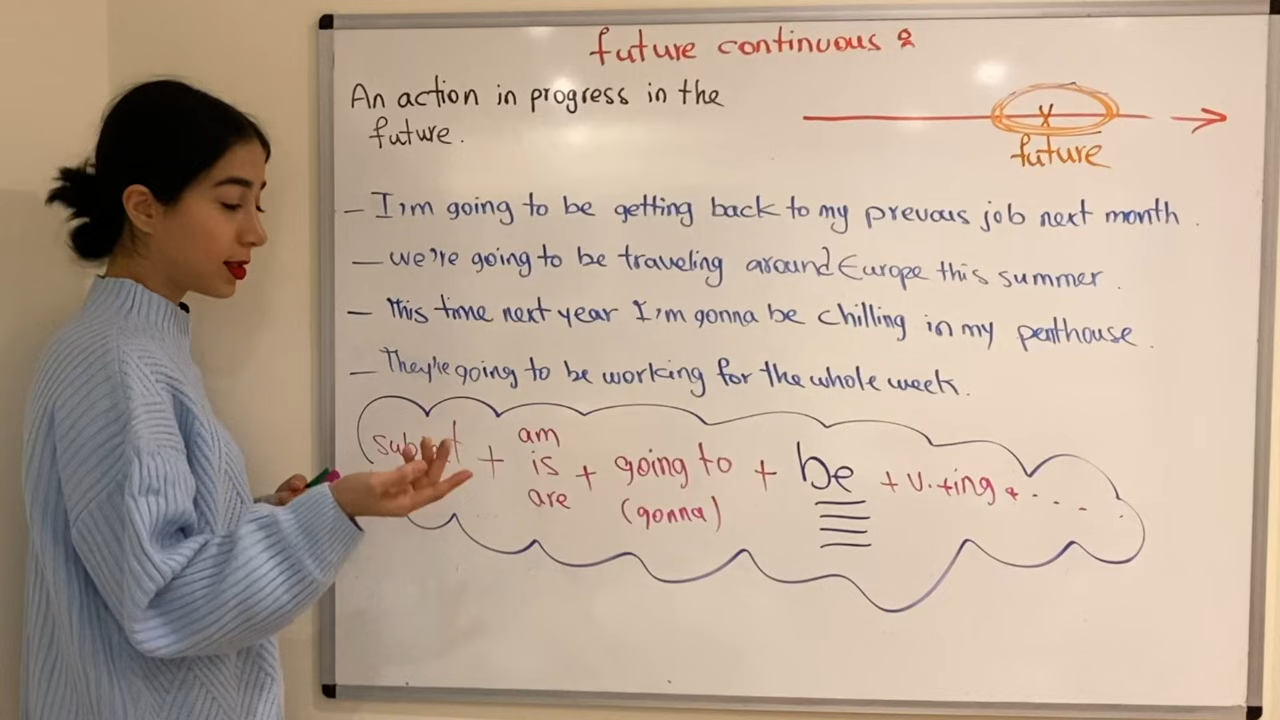 future continuous :
An action in progress in the
future.
x
future
- I'm going to be getting back to my prevous job next month.
- we're going to be traveling around Europe this summer.
- This time next year I'm gonna be chilling in my penthouse.
- They're going to be working for the whole week.
am
+ is + going to + be + v.+ing + . . .
are (gonna)